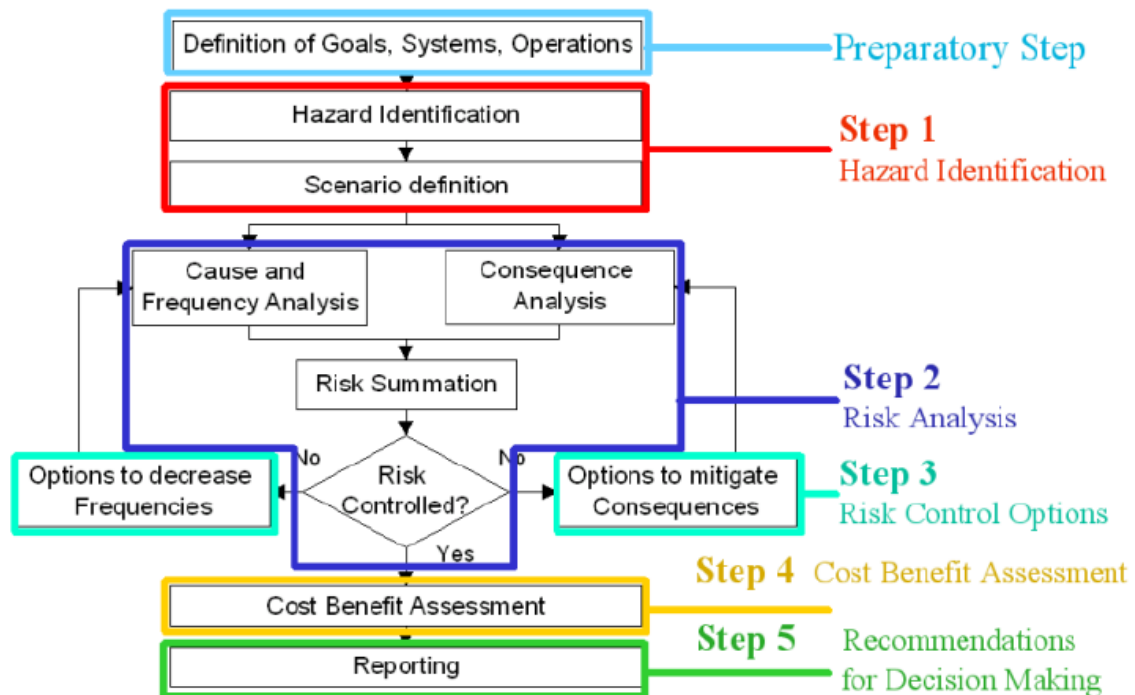 Definition of Goals, Systems, Operations
Preparatory Step
Hazard Identification
Scenario definition
Step 1
Hazard Identification
Cause and
Frequency Analysis
Consequence
Analysis
Risk Summation
Step 2
Risk Analysis
No
No
Options to decrease
Frequencies
Risk
Controlled?
Options to mitigate
Consequences
Step 3
Risk Control Options
Yes
Step 4 Cost Benefit Assessment
Cost Benefit Assessment
Step 5 Recommendations
for Decision Making
Reporting